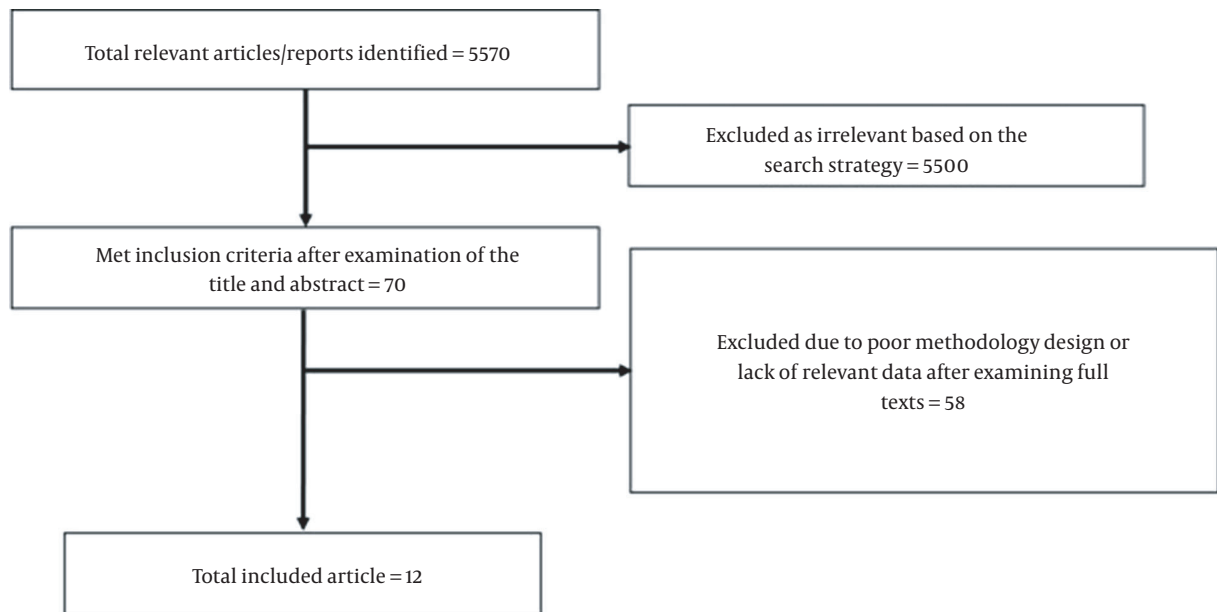 Total relevant articles/reports identified = 5570
Excluded as irrelevant based on the
search strategy = 5500
Met inclusion criteria after examination of the
title and abstract = 70
Excluded due to poor methodology design or
lack of relevant data after examining full
texts = 58
Total included article = 12